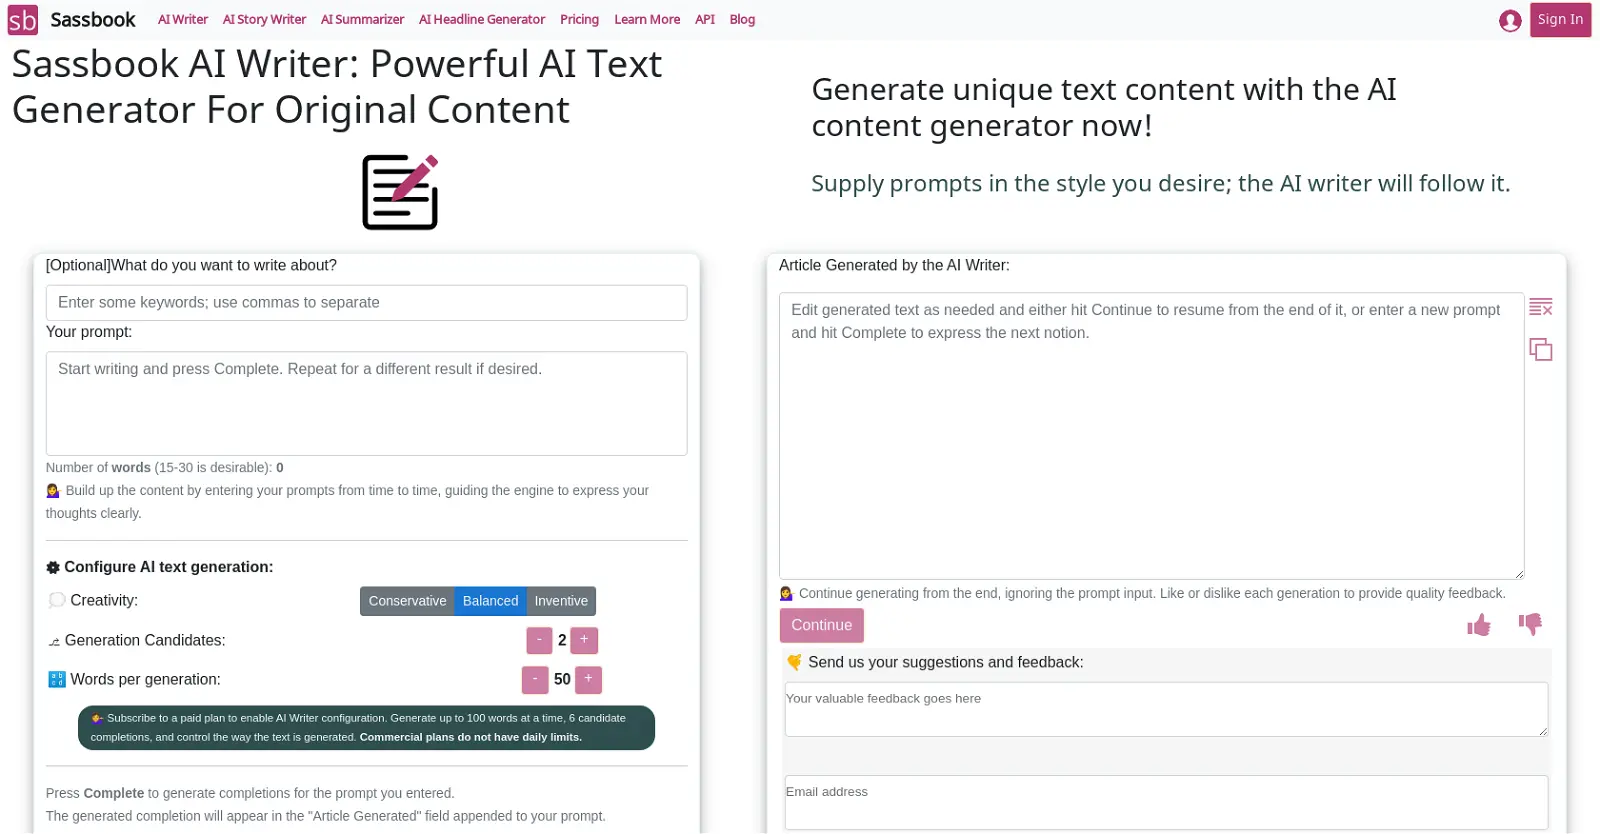 sb Sassbook AI Writer AI Story Writer AI Summarizer AI Headline Generator Pricing Learn More API Blog Sign In
Sassbook AI Writer: Powerful AI Text
Generator For Original Content
Generate unique text content with the AI
content generator now!
Supply prompts in the style you desire; the AI writer will follow it.
[Optional]What do you want to write about?
Enter some keywords; use commas to separate
Your prompt:
Start writing and press Complete. Repeat for a different result if desired.
Number of words (15-30 is desirable): 0
Build up the content by entering your prompts from time to time, guiding the engine to express your
thoughts clearly.
Configure AI text generation:
Creativity: Conservative Balanced Inventive
Generation Candidates: - 2 +
Words per generation: - 50 +
Subscribe to a paid plan to enable AI Writer configuration. Generate up to 100 words at a time, 6 candidate
completions, and control the way the text is generated. Commercial plans do not have daily limits.
Press Complete to generate completions for the prompt you entered.
The generated completion will appear in the "Article Generated" field appended to your prompt.
Article Generated by the AI Writer:
Edit generated text as needed and either hit Continue to resume from the end of it, or enter a new prompt
and hit Complete to express the next notion.
Continue generating from the end, ignoring the prompt input. Like or dislike each generation to provide quality feedback.
Continue
Send us your suggestions and feedback:
Your valuable feedback goes here
Email address